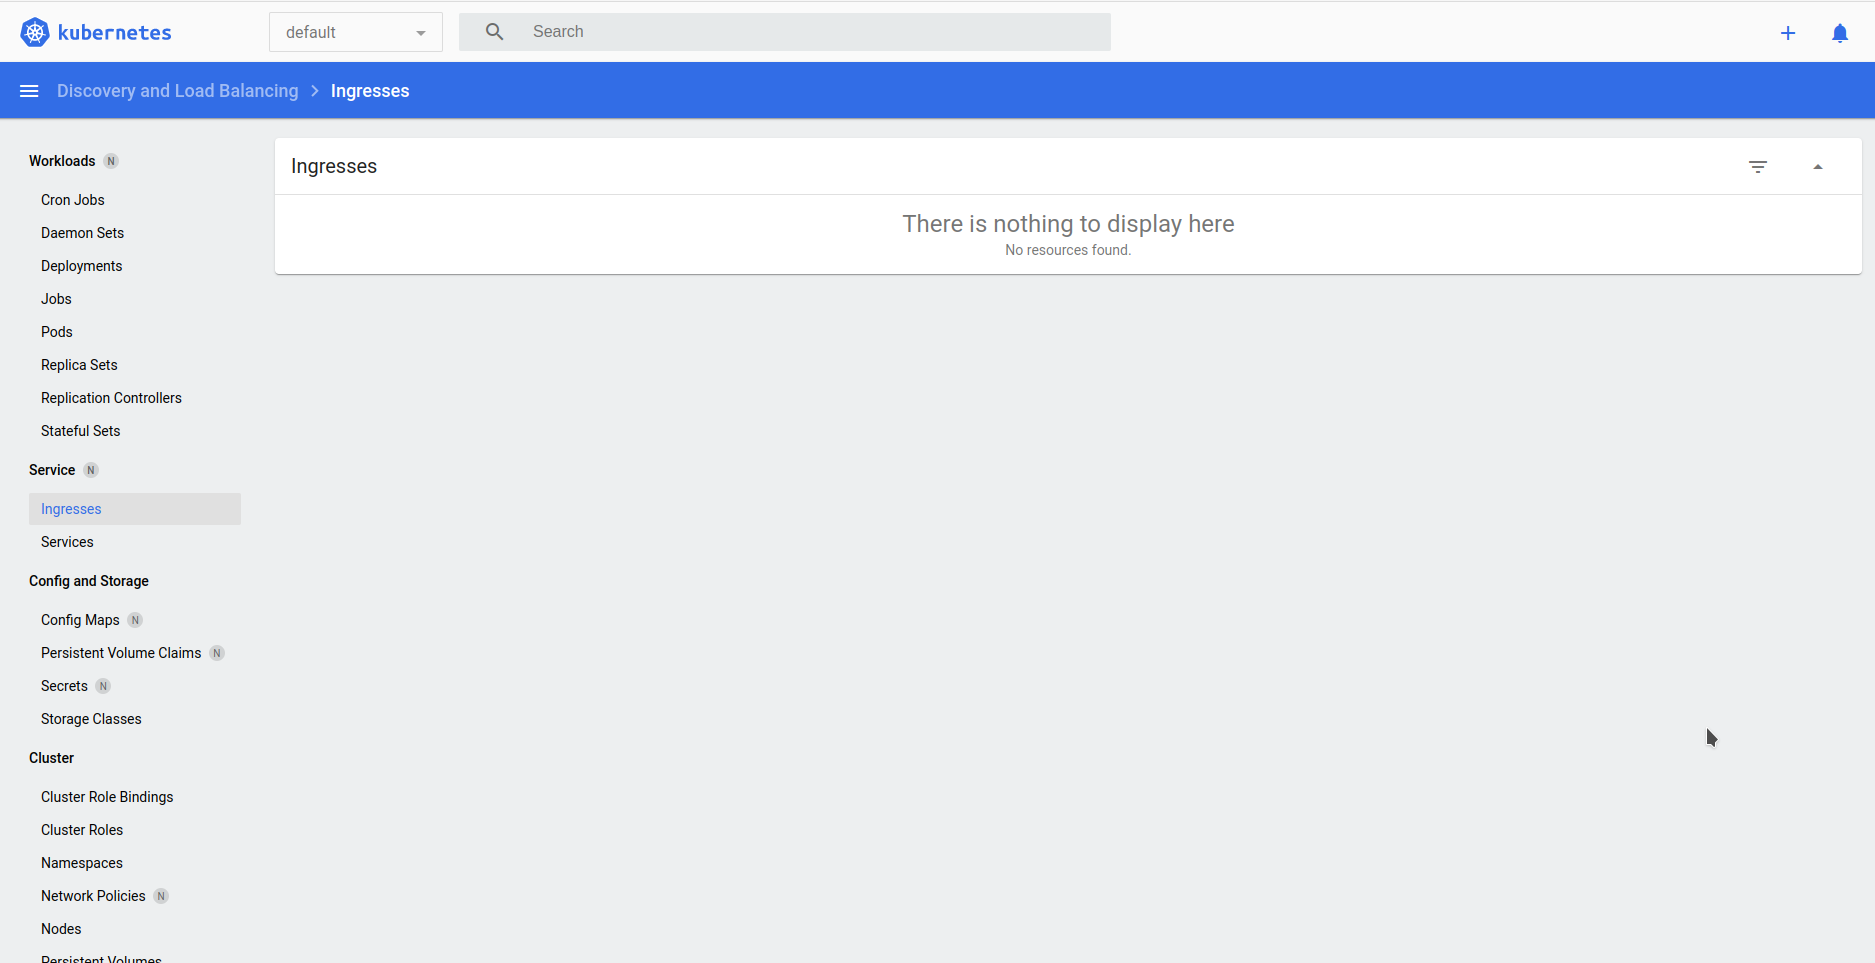 kubernetes
default
Search
Discovery and Load Balancing > Ingresses
Workloads N
Cron Jobs
Daemon Sets
Deployments
Jobs
Pods
Replica Sets
Replication Controllers
Stateful Sets
Service N
Ingresses
Services
Config and Storage
Config Maps N
Persistent Volume Claims N
Secrets N
Storage Classes
Cluster
Cluster Role Bindings
Cluster Roles
Namespaces
Network Policies N
Nodes
Persistent Volumes
Ingresses
There is nothing to display here
No resources found.